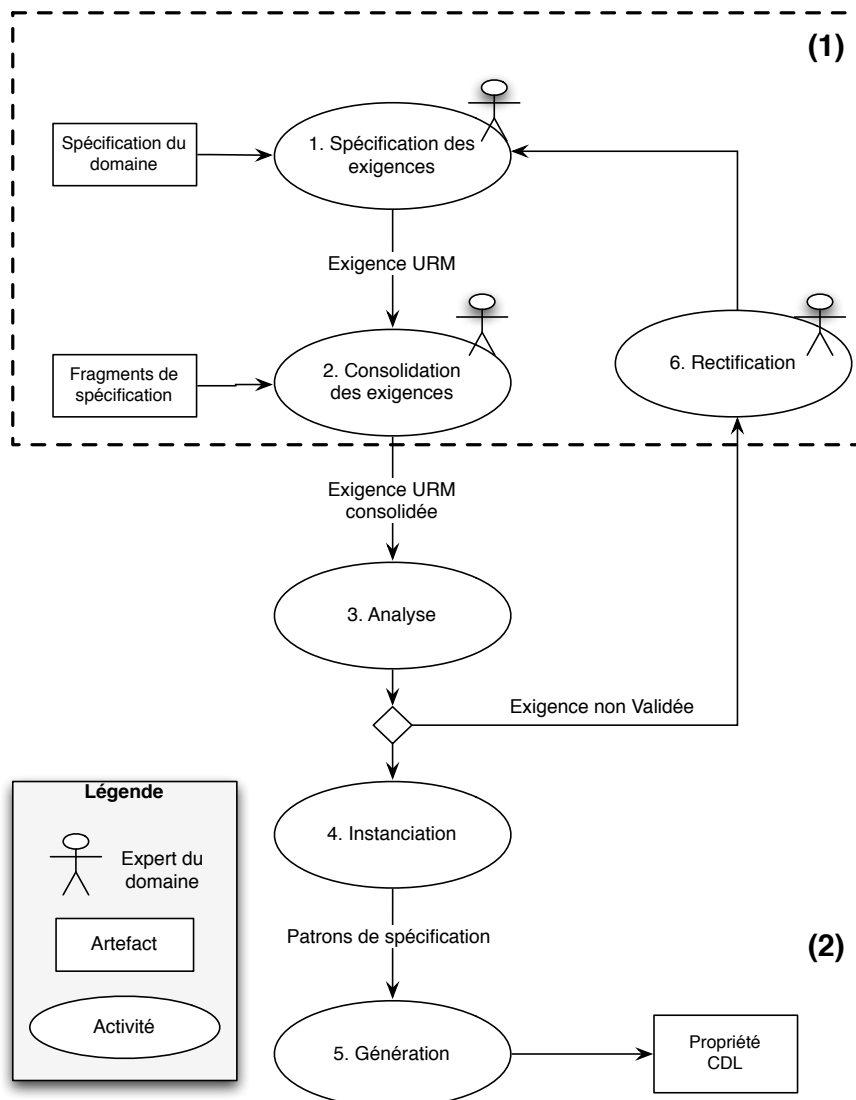 (1)
Spécification du
domaine
1. Spécification des
exigences
Exigence URM
Fragments de
spécification
2. Consolidation
des exigences
6. Rectification
Exigence URM
consolidée
3. Analyse
Exigence non Validée
4. Instanciation
Patrons de spécification
(2)
5. Génération
Propriété
CDL
Légende
Expert du
domaine
Artefact
Activité